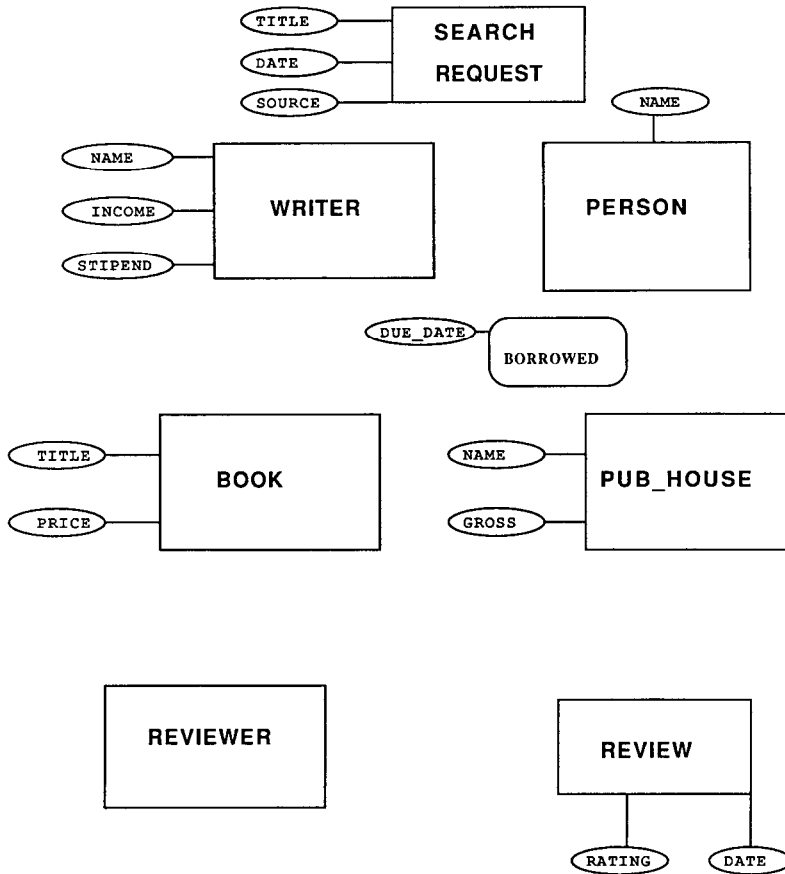 TITLE
SEARCH
REQUEST
DATE
SOURCE
NAME
NAME
INCOME
STIPEND
WRITER
PERSON
DUE_DATE
BORROWED
TITLE
PRICE
BOOK
NAME
GROSS
PUB_HOUSE
REVIEWER
REVIEW
RATING
DATE